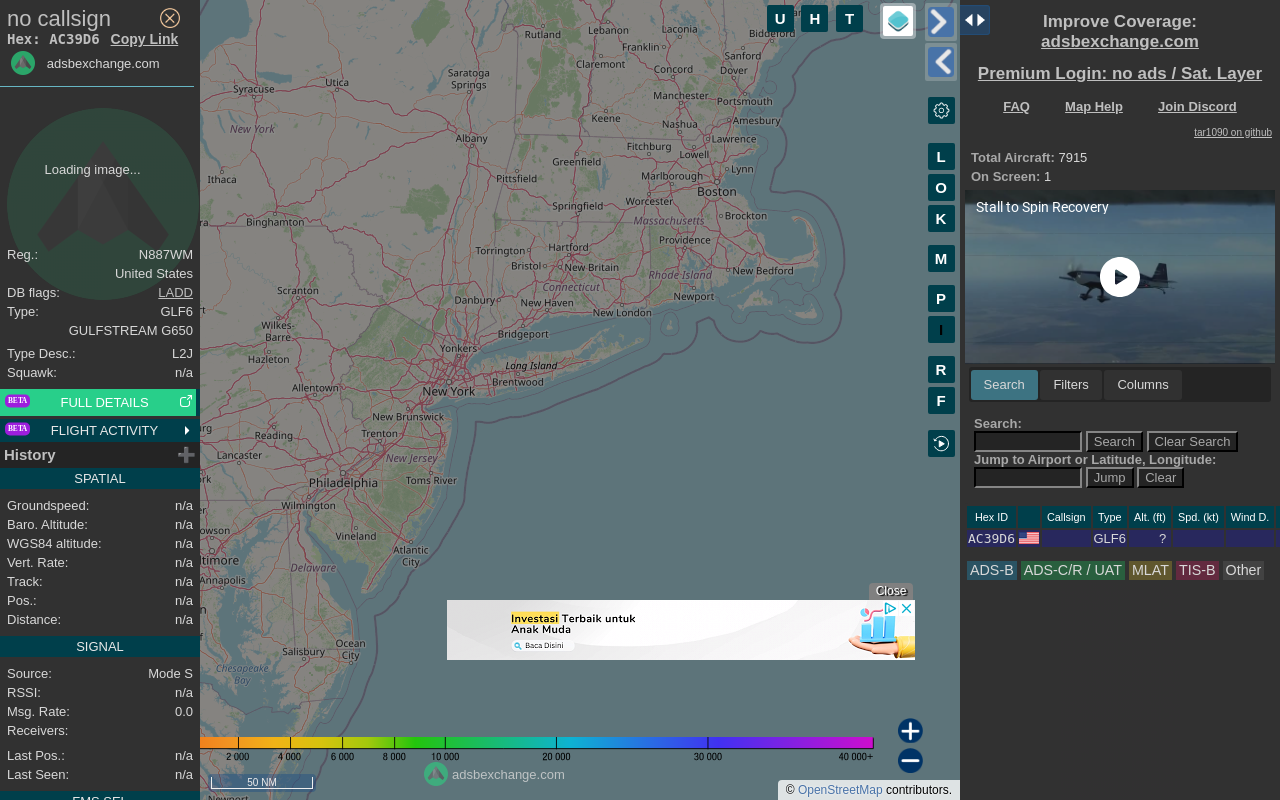 no callsign
Hex: AC39D6 Copy Link
adsbexchange.com
Loading image...
Reg.: N887WM
United States
DB flags: LADD
Type: GLF6
GULFSTREAM G650
Type Desc.: L2J
Squawk: n/a
BETA FULL DETAILS
BETA FLIGHT ACTIVITY
History
SPATIAL
Groundspeed: n/a
Baro. Altitude: n/a
WGS84 altitude: n/a
Vert. Rate: n/a
Track: n/a
Pos.: n/a
Distance: n/a
SIGNAL
Source: Mode S
RSSI: n/a
Msg. Rate: 0.0
Receivers:
Last Pos.: n/a
Last Seen: n/a
FMS SEL
U H T
L
O
K
M
P
I
R
F
Rutland
Lebanon
Laconia
Biddeford
Franklin
Claremont
Sanford
Concord
Dover
Saratoga
Springs
Utica
Syracuse
Manchester
Portsmouth
Keene
Amesbury
Nashua
New York
Albany
Lawrence
Fitchburg
Lowell
Greenfield
Lynn
Ithaca
Pittsfield
Marlborough
Boston
Worcester
Springfield
Brockton
Binghamton
Massachusetts
Torrington
Hartford
Providence
Bristol
New Britain
Rhode Island
New Bedford
Connecticut
Scranton
Danbury
New Haven
Newport
New London
Wilkes-
Barre
Bridgeport
Hazleton
Yonkers
Long Island
Allentown
New York
Brentwood
New Brunswick
Reading
Trenton
Lancaster
New Jersey
Toms River
Philadelphia
Wilmington
Vineland
Atlantic
City
Delaware
Annapolis
Ocean
City
Salisbury
Chesapeake
Bay
Newport
Close
Investasi Terbaik untuk
Anak Muda
Baca Disini
2 000 4 000 6 000 8 000 10 000 20 000 30 000 40 000+
50 NM
adsbexchange.com
© OpenStreetMap contributors.
Improve Coverage:
adsbexchange.com
Premium Login: no ads / Sat. Layer
FAQ Map Help Join Discord
tar1090 on github
Total Aircraft: 7915
On Screen: 1
Stall to Spin Recovery
Search Filters Columns
Search:
Search Clear Search
Jump to Airport or Latitude, Longitude:
Jump Clear
Hex ID Callsign Type Alt. (ft) Spd. (kt) Wind D.
AC39D6 GLF6 ?
ADS-B ADS-C/R / UAT MLAT TIS-B Other